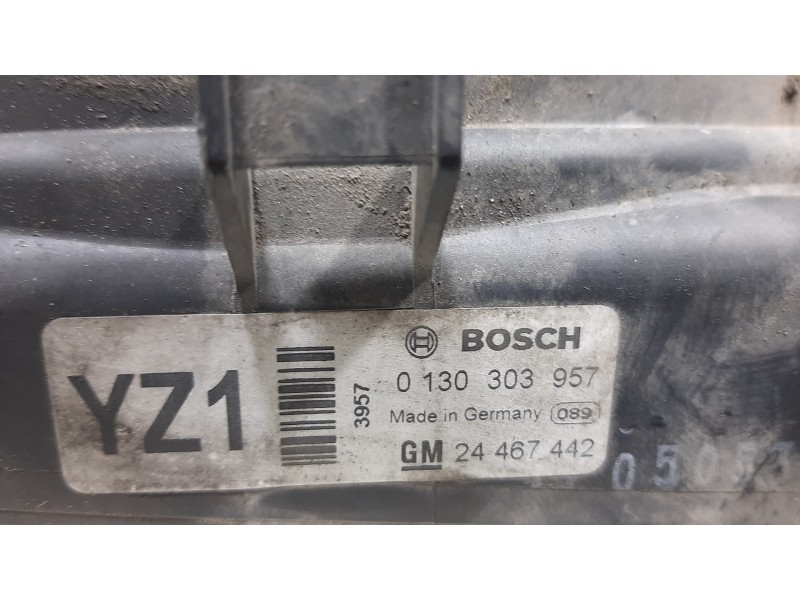 YZ1
3957
BOSCH
0 130 303 957
Made in Germany 089
GM 24 467 442